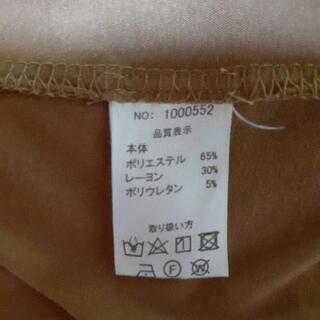 NO: 1000552
品質表示
本体
ポリエステル 65%
レーヨン 30%
ポリウレタン 5%
取り扱い方
F W